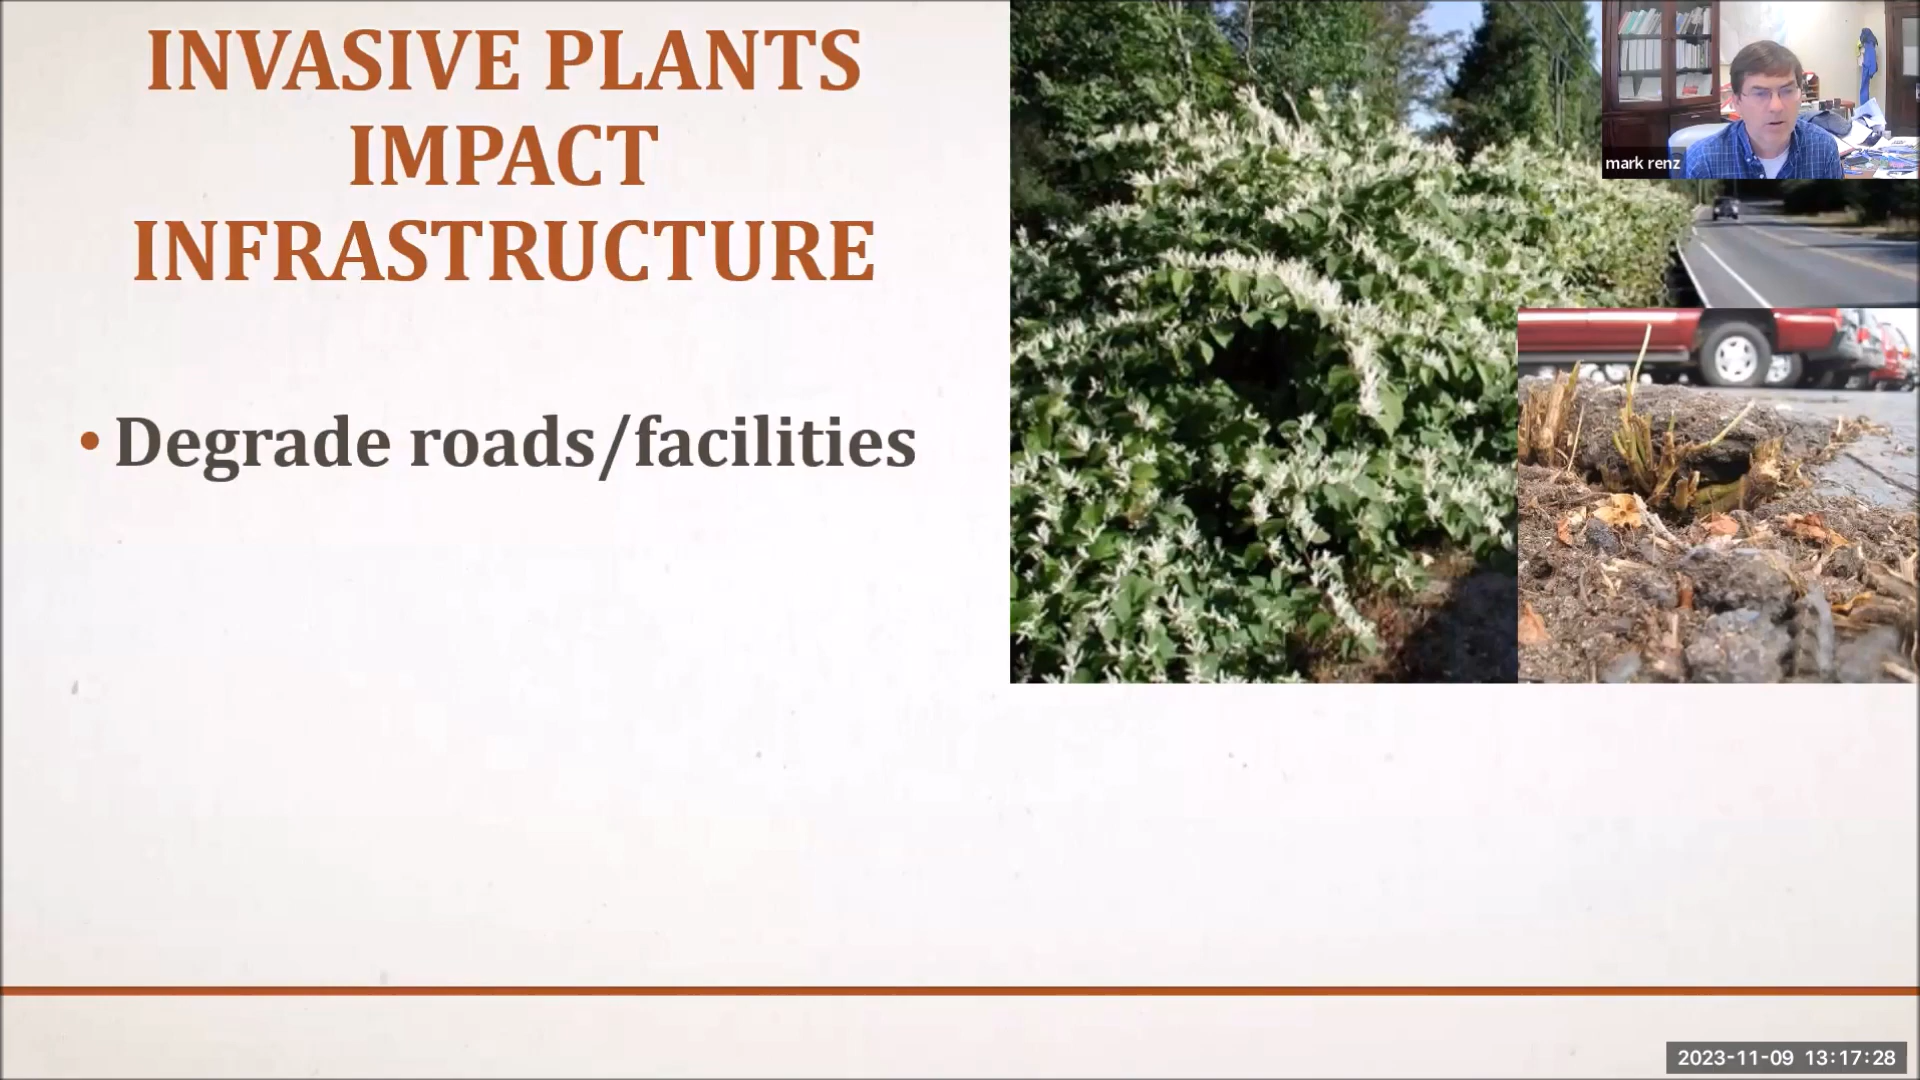 INVASIVE PLANTS
IMPACT
INFRASTRUCTURE
• Degrade roads/facilities
mark renz
2023-11-09 13:17:28